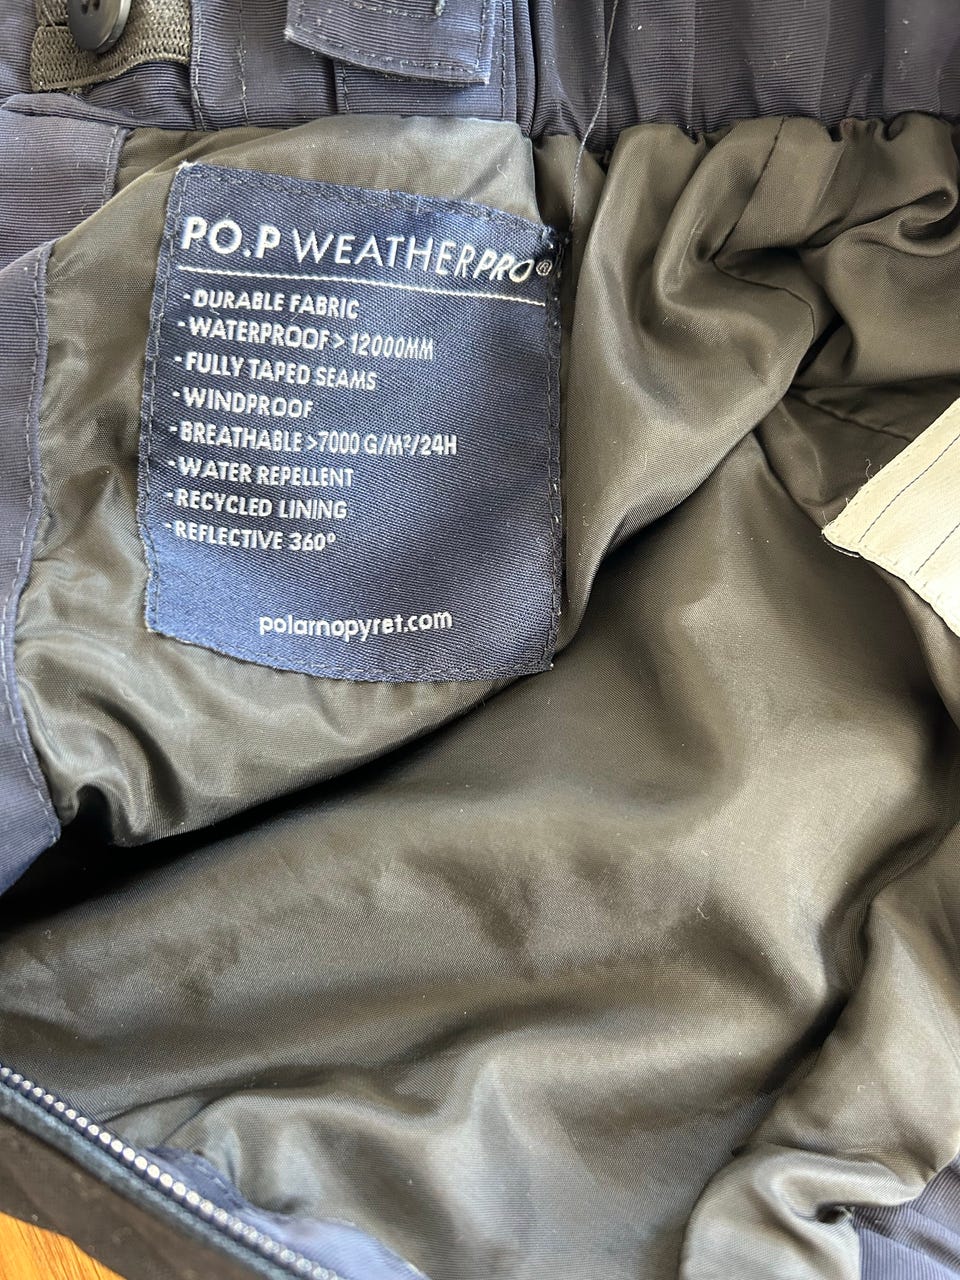 PO.P WEATHERPRO®
-DURABLE FABRIC
-WATERPROOF > 12000MM
-FULLY TAPED SEAMS
-WINDPROOF
-BREATHABLE >7000 G/M²/24H
-WATER REPELLENT
-RECYCLED LINING
-REFLECTIVE 360°
polarnopyret.com